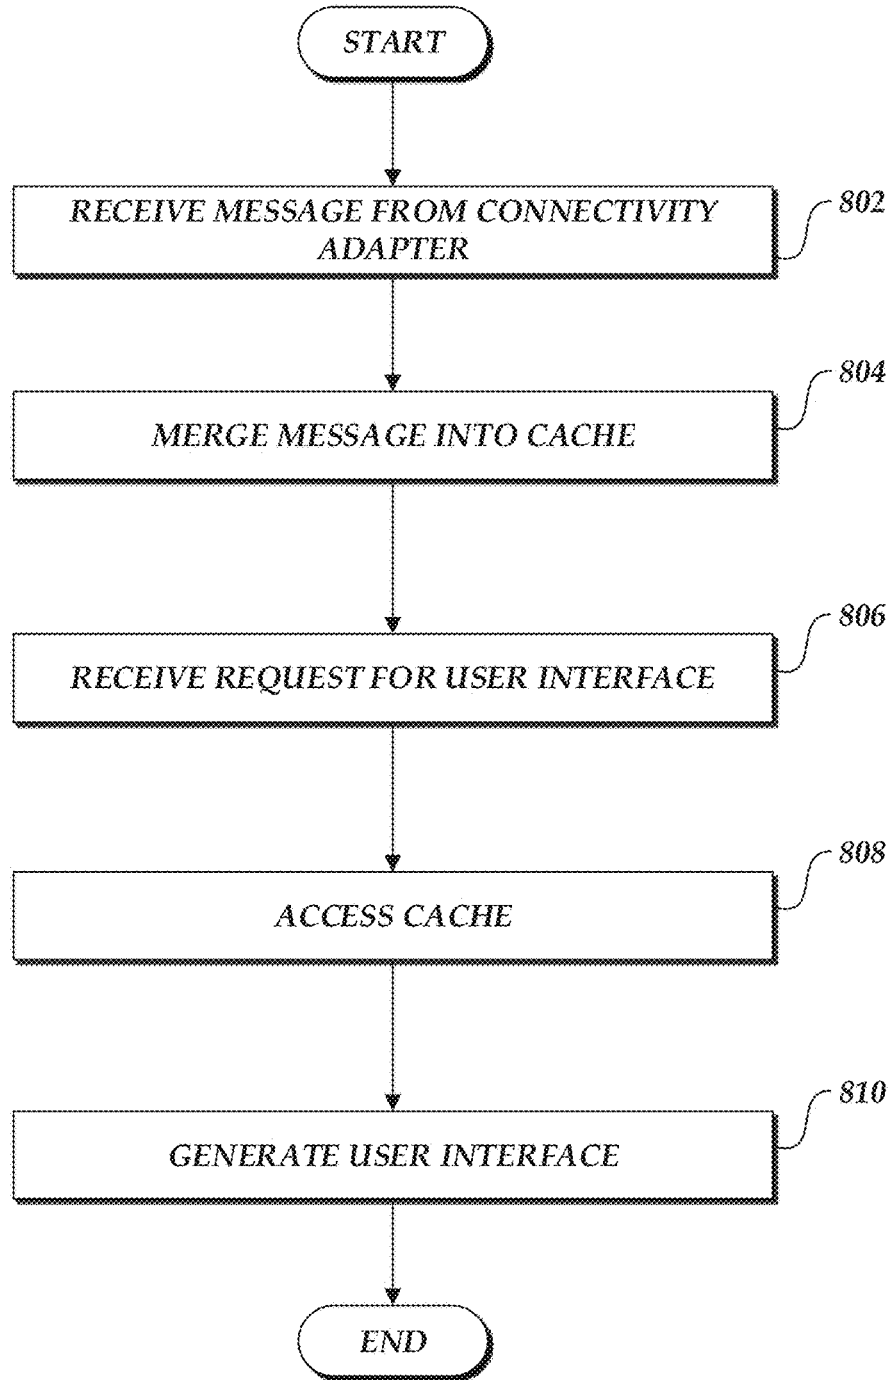 START
RECEIVE MESSAGE FROM CONNECTIVITY
ADAPTER
802
MERGE MESSAGE INTO CACHE
804
RECEIVE REQUEST FOR USER INTERFACE
806
ACCESS CACHE
808
GENERATE USER INTERFACE
810
END